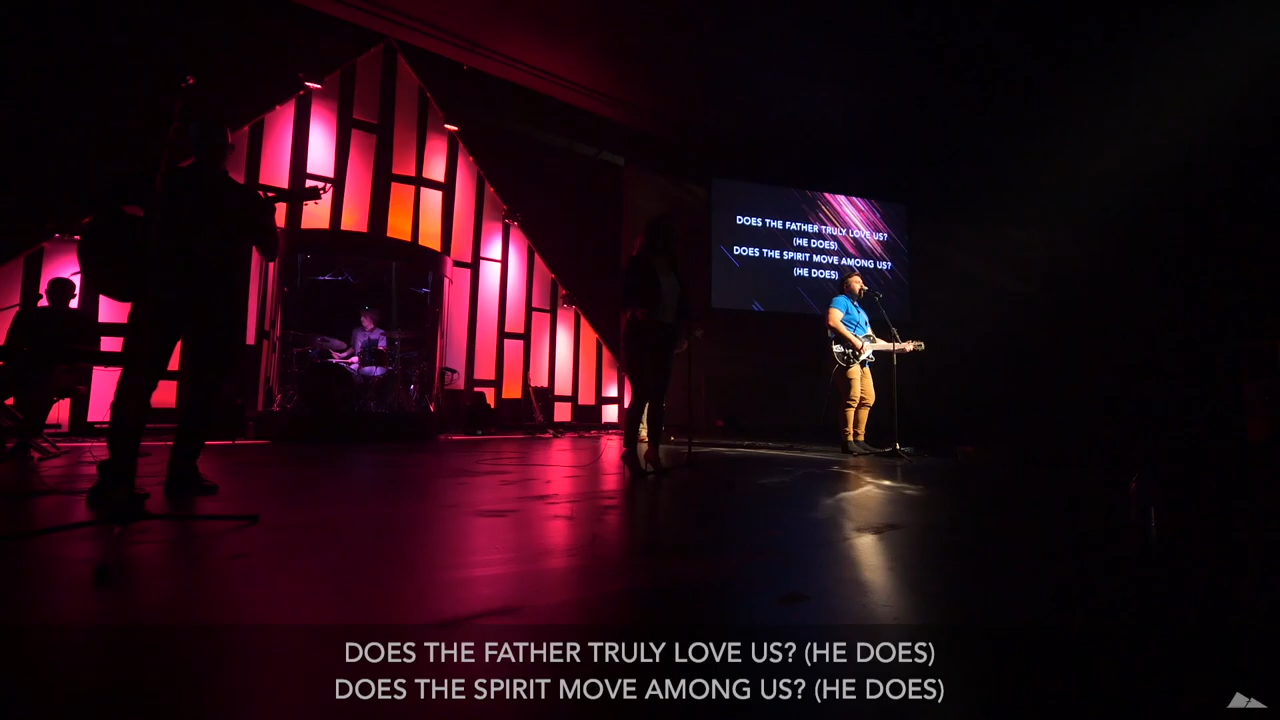 DOES THE FATHER TRULY LOVE US?
(HE DOES)
DOES THE SPIRIT MOVE AMONG US?
(HE DOES)
DOES THE FATHER TRULY LOVE US? (HE DOES)
DOES THE SPIRIT MOVE AMONG US? (HE DOES)